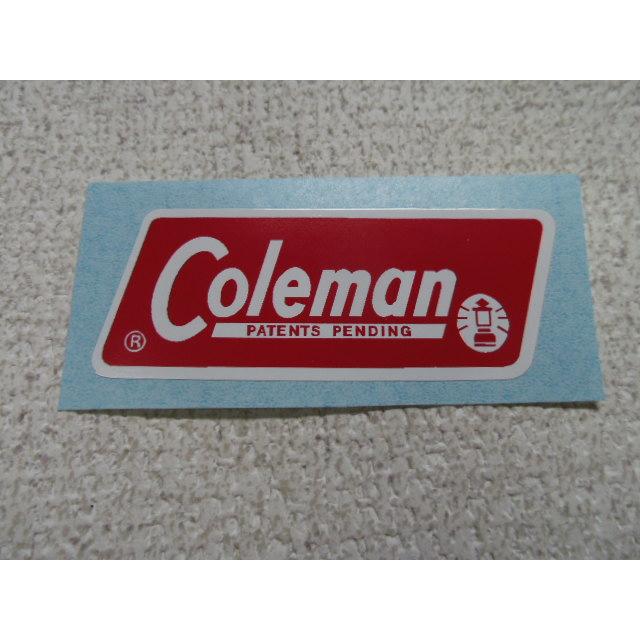 Coleman
PATENTS PENDING
®